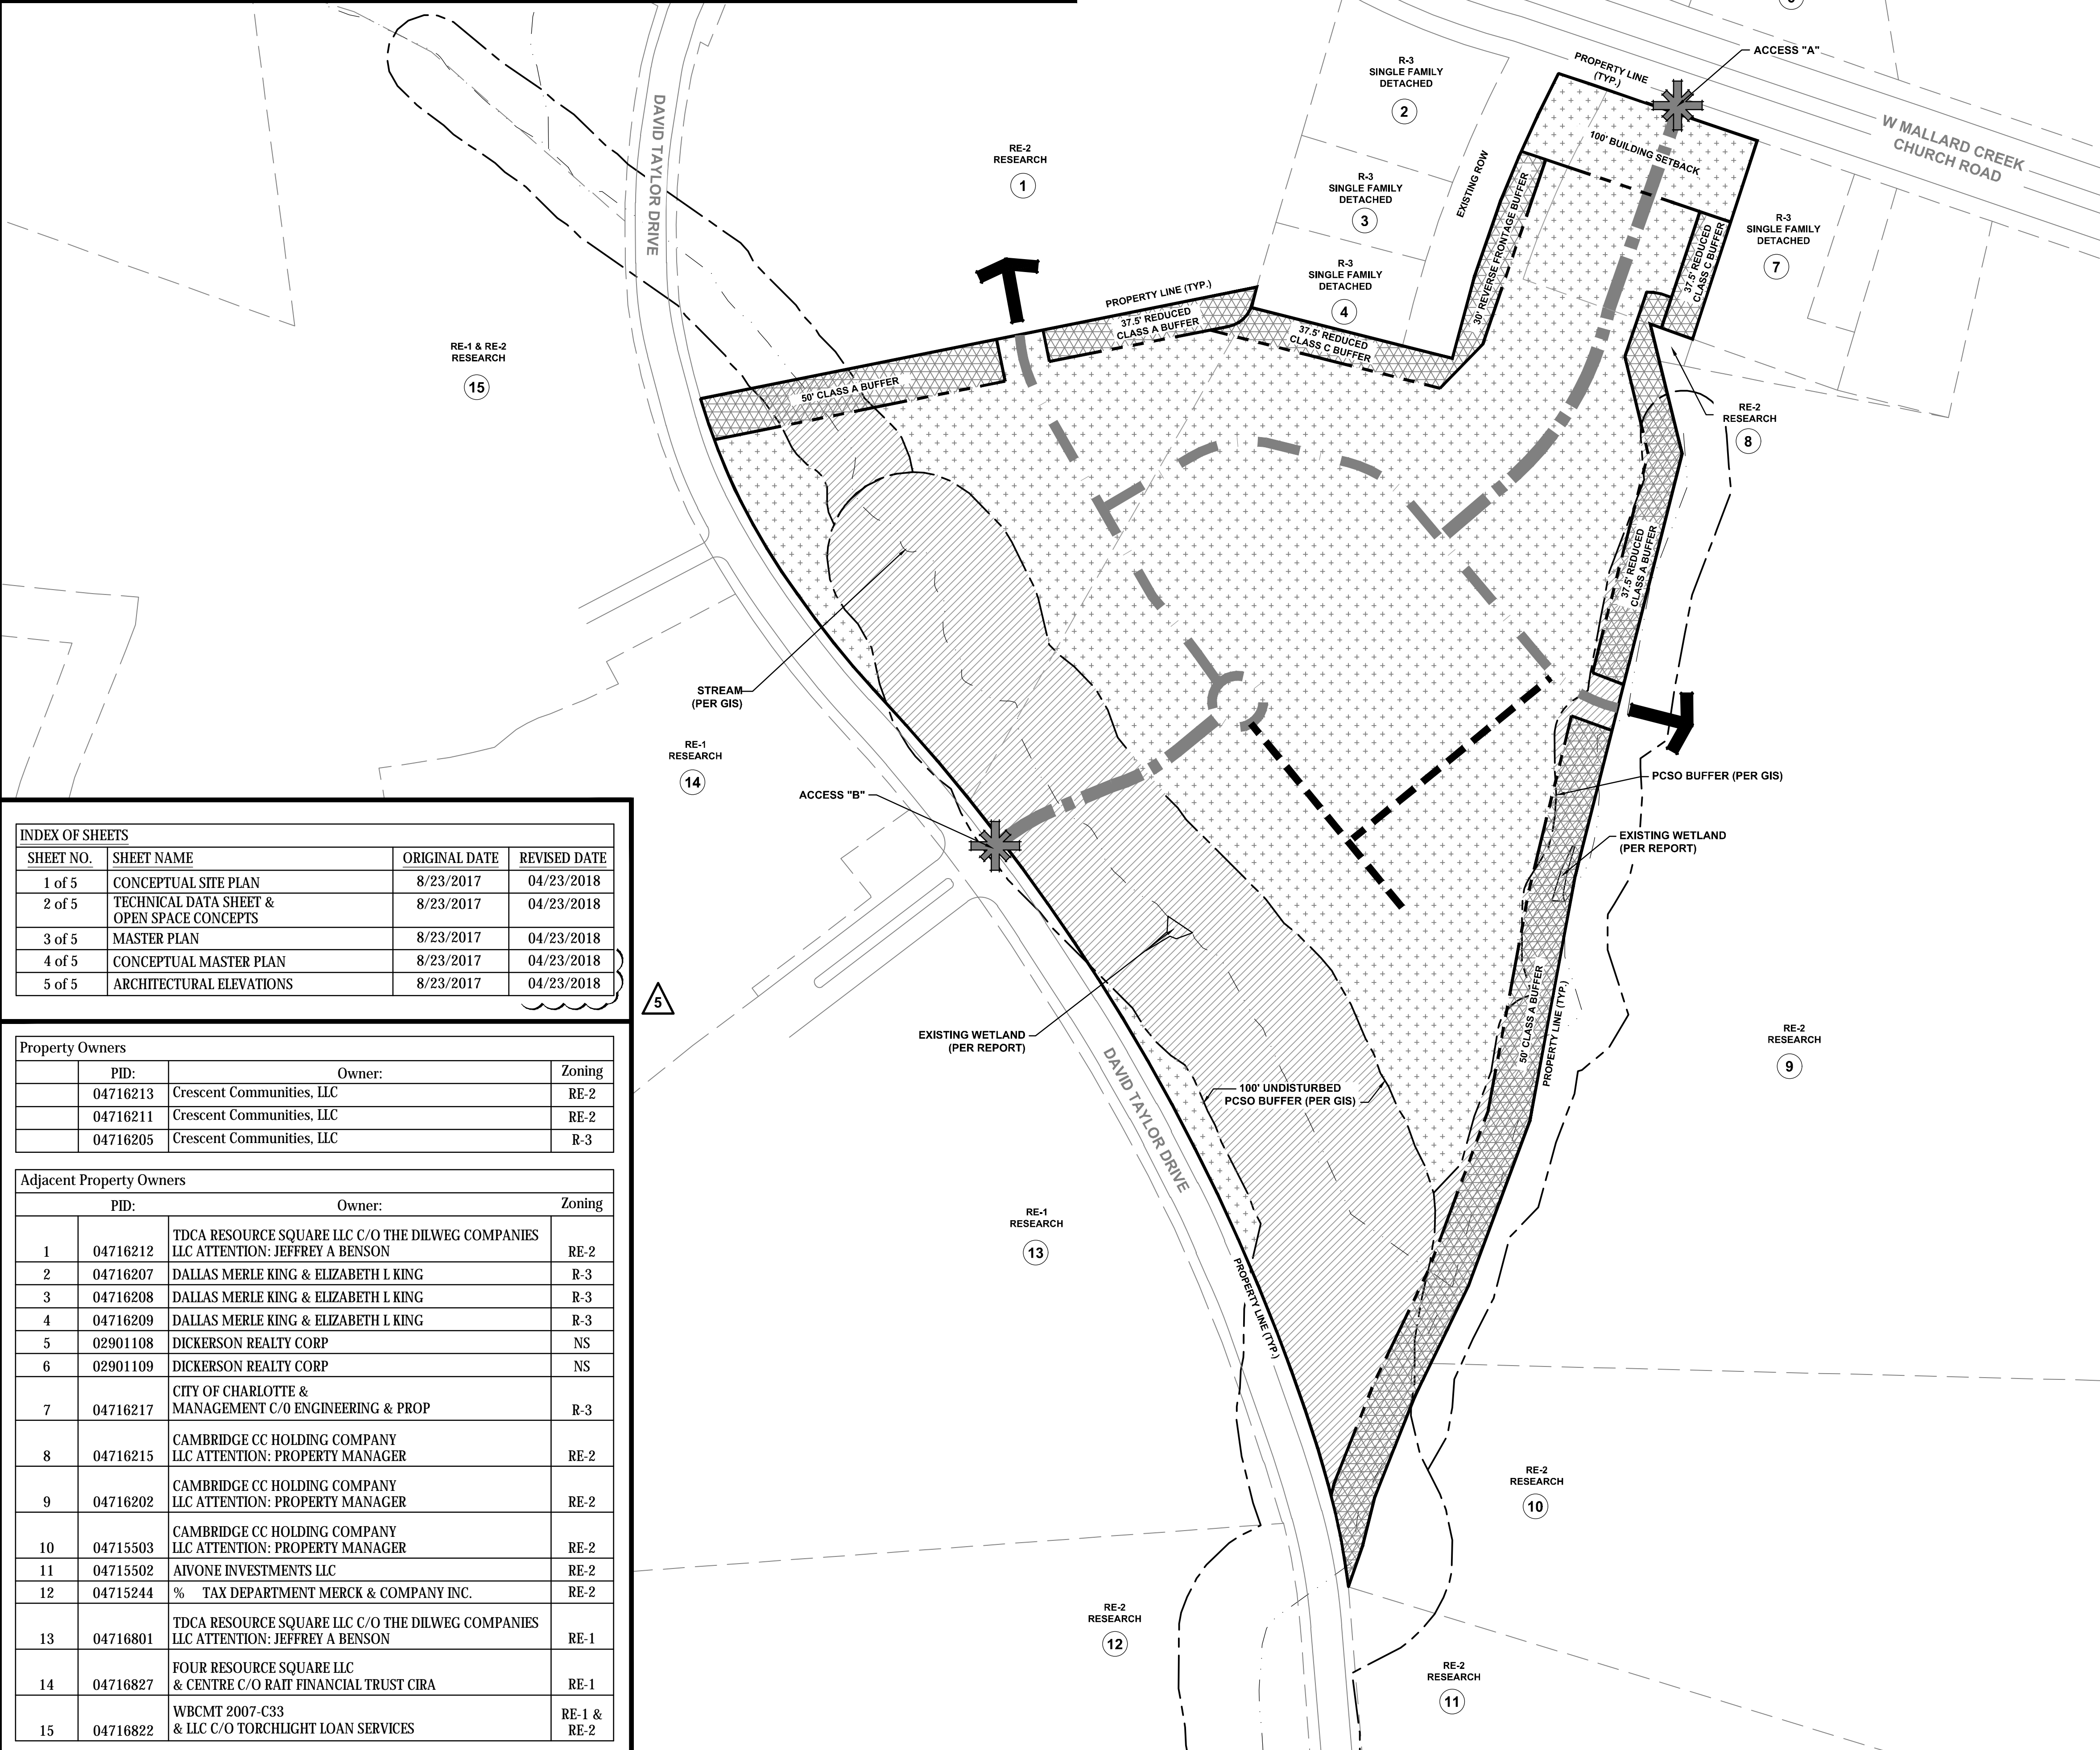 ACCESS "A"
PROPERTY LINE
(TYP.)
R-3
SINGLE FAMILY
DETACHED
2
W MALLARD CREEK
CHURCH ROAD
DAVID TAYLOR DRIVE
RE-2
RESEARCH
1
100' BUILDING SETBACK
R-3
SINGLE FAMILY
DETACHED
3
EXISTING ROW
30' REVERSE FRONTAGE BUFFER
37.5' REDUCED
CLASS C BUFFER
R-3
SINGLE FAMILY
DETACHED
7
R-3
SINGLE FAMILY
DETACHED
4
PROPERTY LINE (TYP.)
37.5' REDUCED
CLASS A BUFFER
37.5' REDUCED
CLASS C BUFFER
RE-1 & RE-2
RESEARCH
15
50' CLASS A BUFFER
RE-2
RESEARCH
8
37.5' REDUCED
CLASS A BUFFER
STREAM
(PER GIS)
RE-1
RESEARCH
14
ACCESS "B"
PCSO BUFFER (PER GIS)
EXISTING WETLAND
(PER REPORT)
INDEX OF SHEETS
SHEET NO. SHEET NAME ORIGINAL DATE REVISED DATE
1 of 5 CONCEPTUAL SITE PLAN 8/23/2017 04/23/2018
2 of 5 TECHNICAL DATA SHEET & 8/23/2017 04/23/2018
OPEN SPACE CONCEPTS
3 of 5 MASTER PLAN 8/23/2017 04/23/2018
4 of 5 CONCEPTUAL MASTER PLAN 8/23/2017 04/23/2018
5 of 5 ARCHITECTURAL ELEVATIONS 8/23/2017 04/23/2018
5
EXISTING WETLAND
(PER REPORT)
50' CLASS A BUFFER
PROPERTY LINE (TYP.)
RE-2
RESEARCH
9
DAVID TAYLOR DRIVE
100' UNDISTURBED
PCSO BUFFER (PER GIS)
RE-1
RESEARCH
13
PROPERTY LINE (TYP.)
RE-2
RESEARCH
10
RE-2
RESEARCH
12
RE-2
RESEARCH
11
Property Owners
PID: Owner: Zoning
04716213 Crescent Communities, LLC RE-2
04716211 Crescent Communities, LLC RE-2
04716205 Crescent Communities, LLC R-3
Adjacent Property Owners
PID: Owner: Zoning
TDCA RESOURCE SQUARE LLC C/O THE DILWEG COMPANIES
1 04716212 LLC ATTENTION: JEFFREY A BENSON RE-2
2 04716207 DALLAS MERLE KING & ELIZABETH L KING R-3
3 04716208 DALLAS MERLE KING & ELIZABETH L KING R-3
4 04716209 DALLAS MERLE KING & ELIZABETH L KING R-3
5 02901108 DICKERSON REALTY CORP NS
6 02901109 DICKERSON REALTY CORP NS
CITY OF CHARLOTTE &
7 04716217 MANAGEMENT C/0 ENGINEERING & PROP R-3
CAMBRIDGE CC HOLDING COMPANY
8 04716215 LLC ATTENTION: PROPERTY MANAGER RE-2
CAMBRIDGE CC HOLDING COMPANY
9 04716202 LLC ATTENTION: PROPERTY MANAGER RE-2
CAMBRIDGE CC HOLDING COMPANY
10 04715503 LLC ATTENTION: PROPERTY MANAGER RE-2
11 04715502 AIVONE INVESTMENTS LLC RE-2
12 04715244 % TAX DEPARTMENT MERCK & COMPANY INC. RE-2
TDCA RESOURCE SQUARE LLC C/O THE DILWEG COMPANIES
13 04716801 LLC ATTENTION: JEFFREY A BENSON RE-1
FOUR RESOURCE SQUARE LLC
14 04716827 & CENTRE C/O RAIT FINANCIAL TRUST CIRA RE-1
WBCMT 2007-C33 RE-1 &
15 04716822 & LLC C/O TORCHLIGHT LOAN SERVICES RE-2